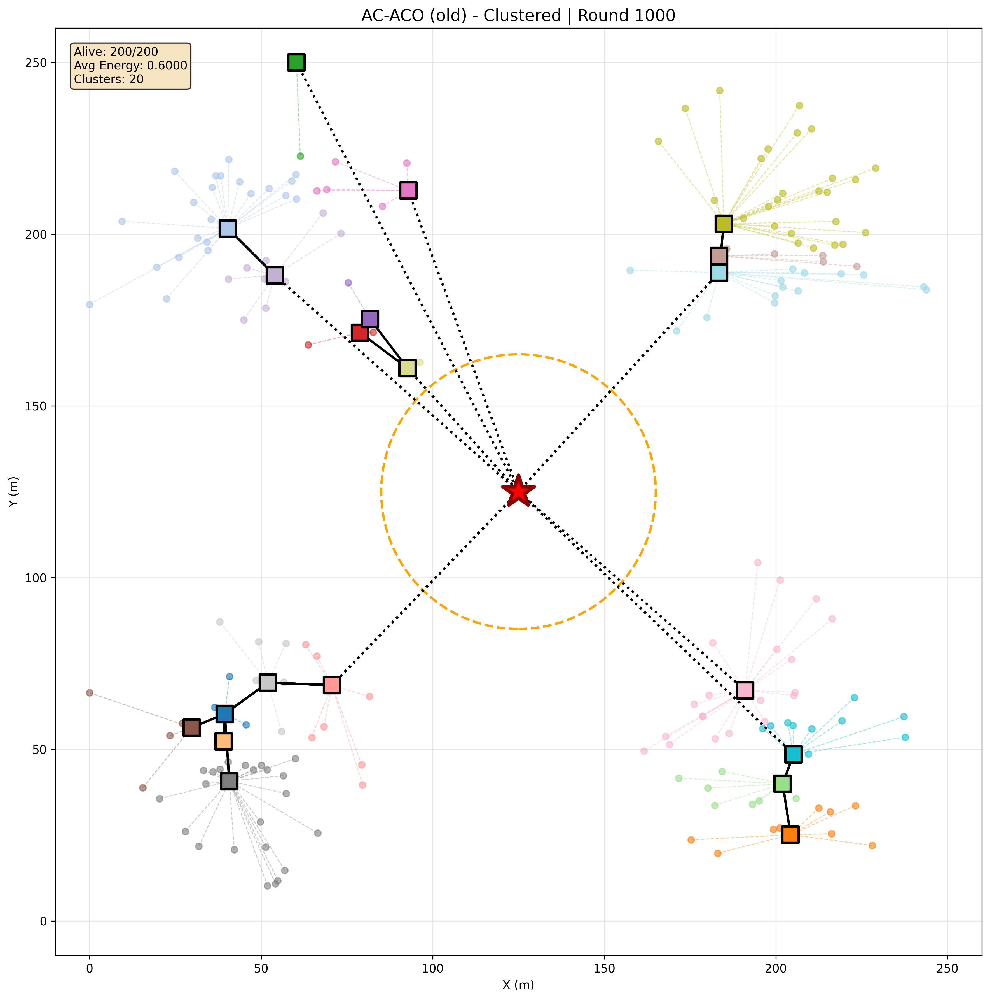 AC-ACO (old) - Clustered | Round 1000
Alive: 200/200
Avg Energy: 0.6000
Clusters: 20
250
200
150
100
50
0
Y (m)
0 50 100 150 200 250
X (m)